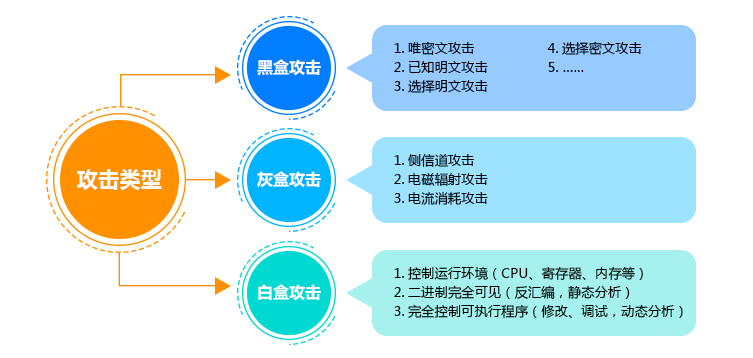 攻击类型
黑盒攻击
1. 唯密文攻击
2. 已知明文攻击
3. 选择明文攻击
4. 选择密文攻击
5. ......
灰盒攻击
1. 侧信道攻击
2. 电磁辐射攻击
3. 电流消耗攻击
白盒攻击
1. 控制运行环境（CPU、寄存器、内存等）
2. 二进制完全可见（反汇编，静态分析）
3. 完全控制可执行程序（修改、调试，动态分析）